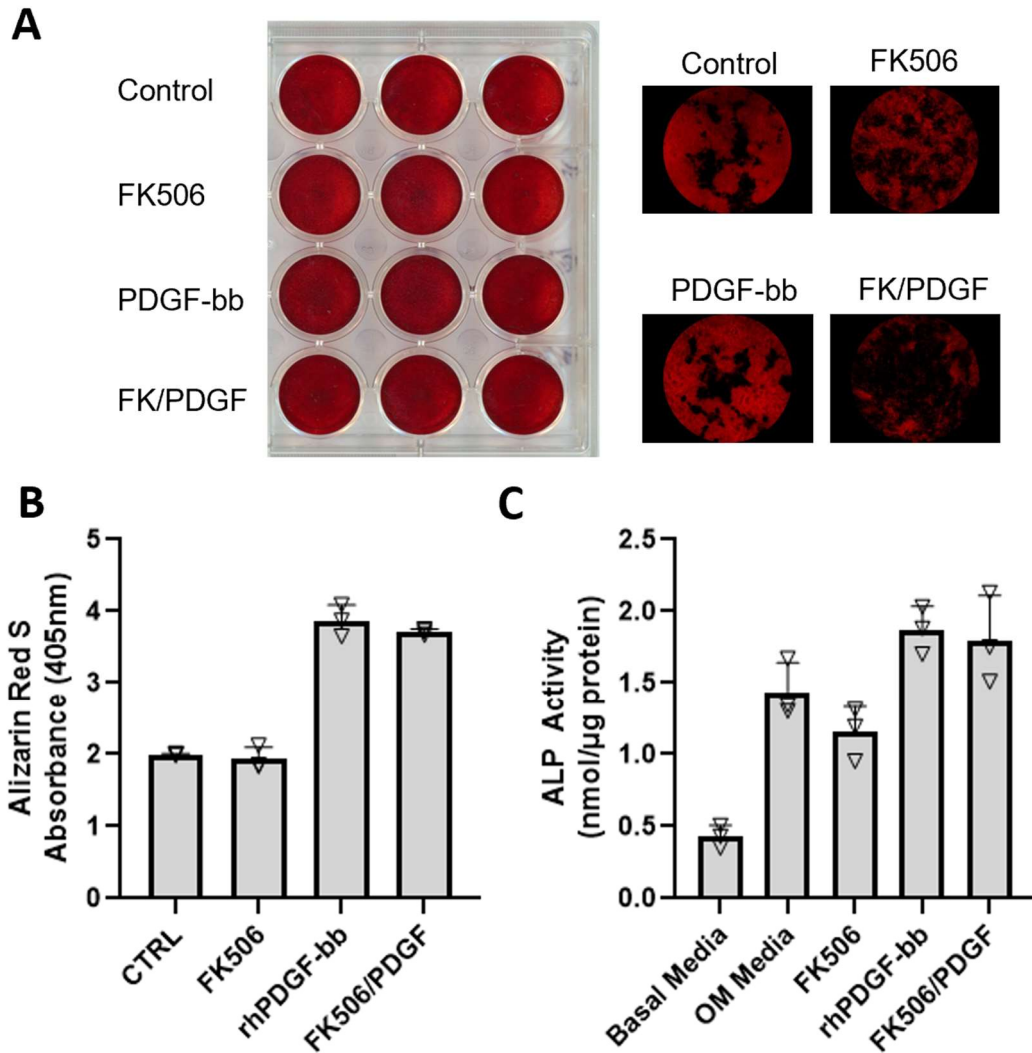 A
Control
FK506
PDGF-bb
FK/PDGF
Control FK506
PDGF-bb FK/PDGF
B
Alizarin Red S
Absorbance (405nm)
5
4
3
2
1
0
CTRL
FK506
rhPDGF-bb
FK506/PDGF
C
ALP Activity
(nmol/µg protein)
2.5
2.0
1.5
1.0
0.5
0.0
Basal Media
OM Media
FK506
rhPDGF-bb
FK506/PDGF